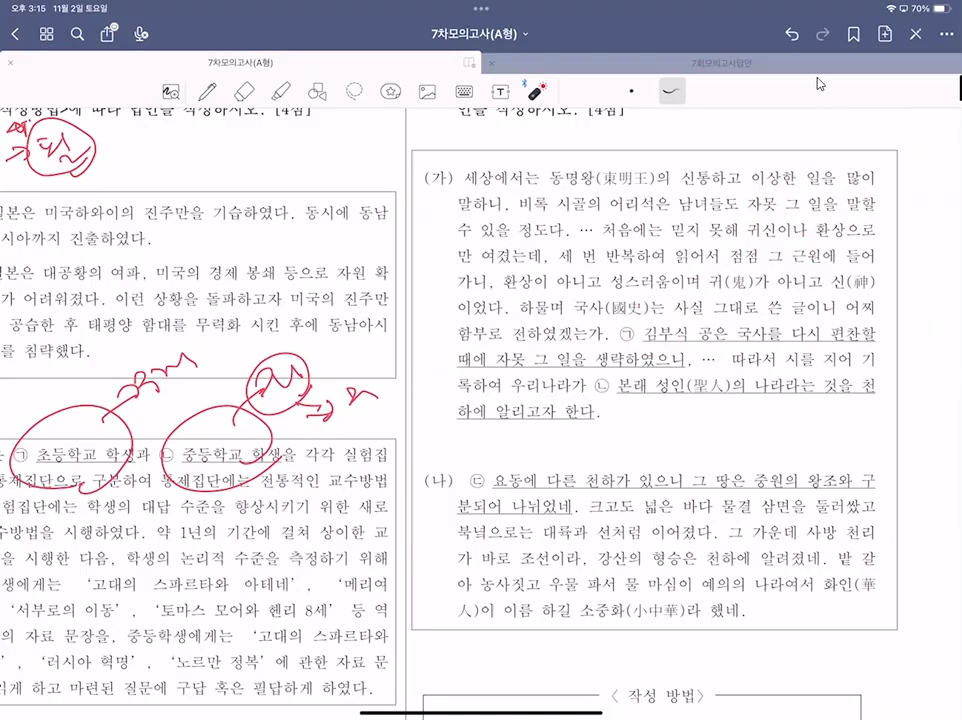 오후 3:15 11월 2일 토요일
70%
7차모의고사(A형)
7차모의고사(A형)
7회모의고사답안
작성방법>에 따라 답안을 작성하시오. [4점]
본은 미국하와이의 진주만을 기습하였다. 동시에 동남
시아까지 진출하였다.
일본은 대공황의 여파, 미국의 경제 봉쇄 등으로 자원 확
가 어려워졌다. 이런 상황을 돌파하고자 미국의 진주만
공습한 후 태평양 함대를 무력화 시킨 후에 동남아시
를 침략했다.
㉠ 초등학교 학생과 ㉡ 중등학교 학생을 각각 실험집
통제집단으로 구분하여 통제집단에는 전통적인 교수방법
험집단에는 학생의 대답 수준을 향상시키기 위한 새로
수방법을 시행하였다. 약 1년의 기간에 걸쳐 상이한 교
을 시행한 다음, 학생의 논리적 수준을 측정하기 위해
생에게는 ‘고대의 스파르타와 아테네’, ‘메리여
‘서부로의 이동’, ‘토마스 모어와 헨리 8세’ 등 역
의 자료 문장을, 중등학생에게는 ‘고대의 스파르타와
’, ‘러시아 혁명’, ‘노르만 정복’에 관한 자료 문
읽게 하고 마련된 질문에 구답 혹은 필답하게 하였다.
안을 작성하시오. [4점]
(가) 세상에서는 동명왕(東明王)의 신통하고 이상한 일을 많이
말하니, 비록 시골의 어리석은 남녀들도 자못 그 일을 말할
수 있을 정도다. … 처음에는 믿지 못해 귀신이나 환상으로
만 여겼는데, 세 번 반복하여 읽어서 점점 그 근원에 들어
가니, 환상이 아니고 성스러움이며 귀(鬼)가 아니고 신(神)
이었다. 하물며 국사(國史)는 사실 그대로 쓴 글이니 어찌
함부로 전하였겠는가. ㉠ 김부식 공은 국사를 다시 편찬할
때에 자못 그 일을 생략하였으니, … 따라서 시를 지어 기
록하여 우리나라가 ㉡ 본래 성인(聖人)의 나라라는 것을 천
하에 알리고자 한다.
(나) ㉢ 요동에 다른 천하가 있으니 그 땅은 중원의 왕조와 구
분되어 나뉘었네. 크고도 넓은 바다 물결 삼면을 둘러쌌고
북녘으로는 대륙과 선처럼 이어졌다. 그 가운데 사방 천리
가 바로 조선이라, 강산의 형승은 천하에 알려졌네. 밭 갈
아 농사짓고 우물 파서 물 마심이 예의의 나라여서 화인(華
人)이 이름 하길 소중화(小中華)라 했네.
〈 작성 방법〉